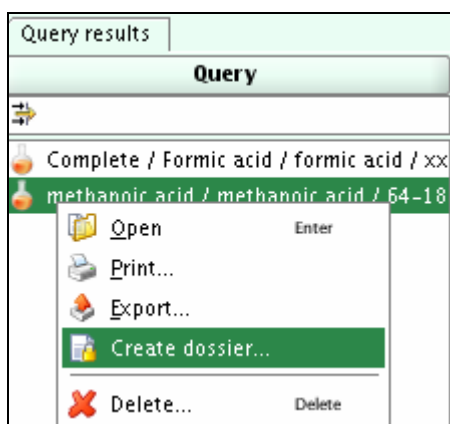 Query results
Query
Complete / Formic acid / formic acid / xx
methanoic acid / methanoic acid / 64-18
Open Enter
Print...
Export...
Create dossier...
Delete... Delete